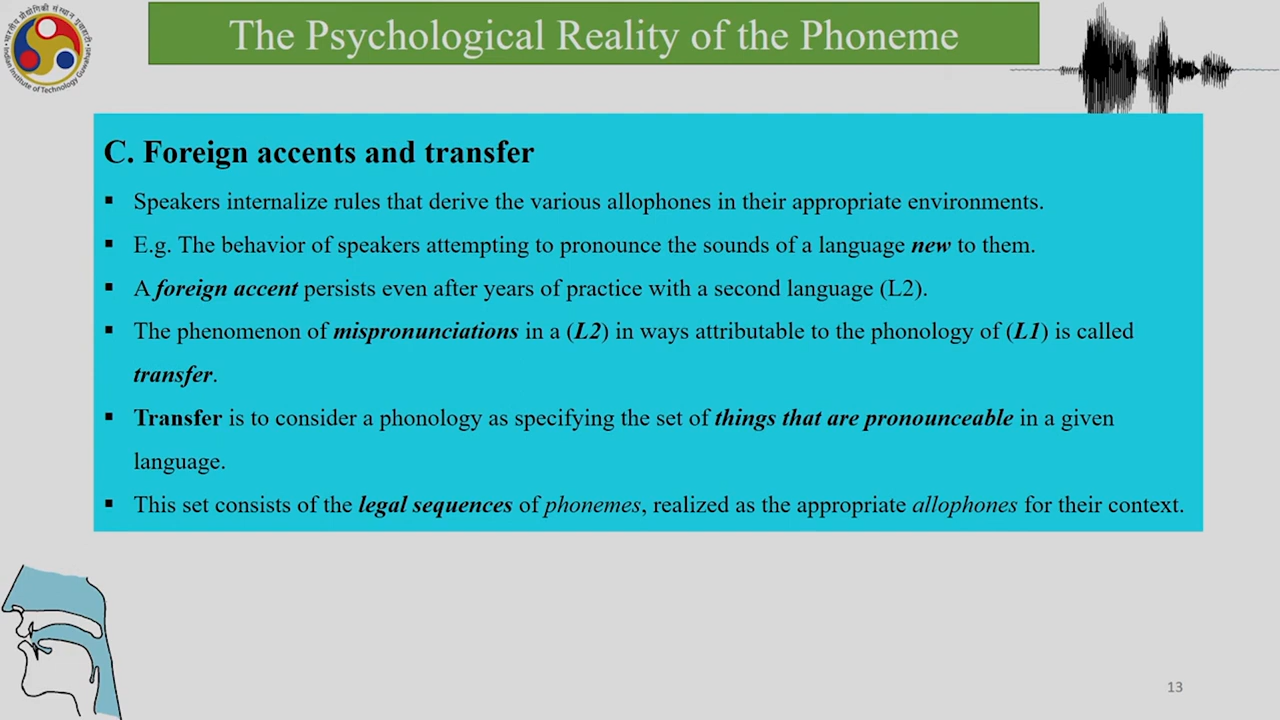 The Psychological Reality of the Phoneme
C. Foreign accents and transfer
▪ Speakers internalize rules that derive the various allophones in their appropriate environments.
▪ E.g. The behavior of speakers attempting to pronounce the sounds of a language new to them.
▪ A foreign accent persists even after years of practice with a second language (L2).
▪ The phenomenon of mispronunciations in a (L2) in ways attributable to the phonology of (L1) is called
transfer.
▪ Transfer is to consider a phonology as specifying the set of things that are pronounceable in a given
language.
▪ This set consists of the legal sequences of phonemes, realized as the appropriate allophones for their context.
13
Indian Institute of Technology Guwahati